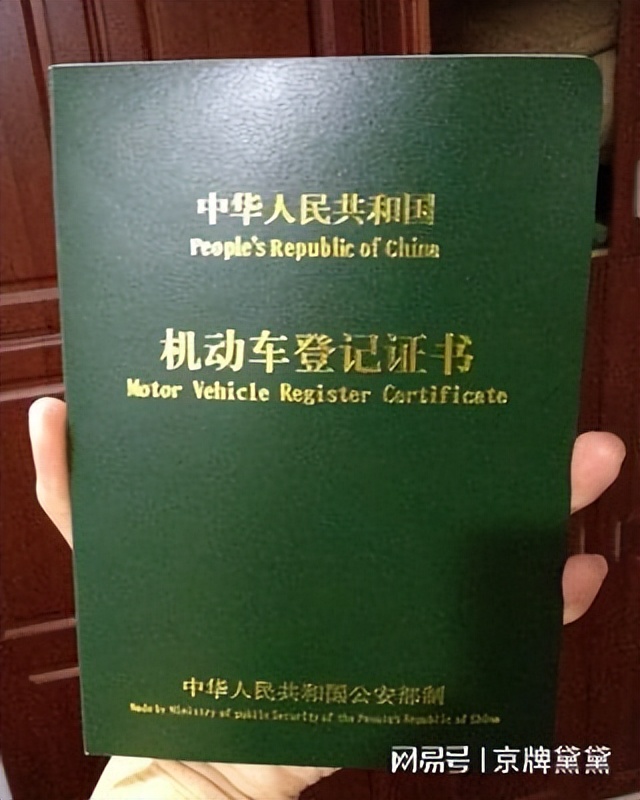 中华人民共和国
People's Republic of China
机动车登记证书
Motor Vehicle Register Certificate
中华人民共和国公安部制
Made by Ministry of public Security of the People's Republic of China
网易号 | 京牌黛黛